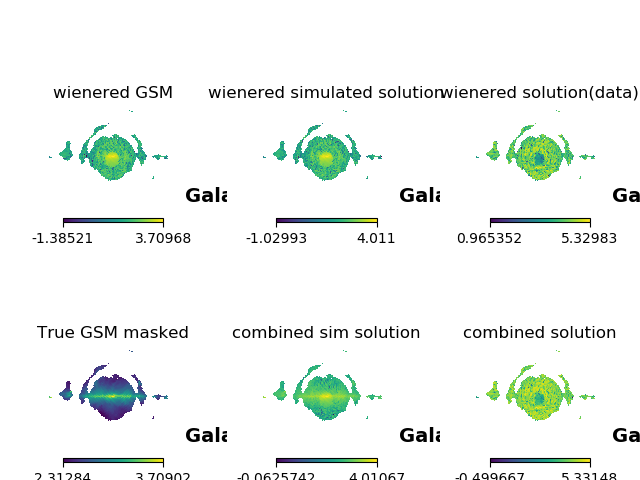 wienered GSM
wienered simulated solution
wienered solution(data)
Gala
Gala
Ga
-1.38521 3.70968
-1.02993 4.011
0.965352 5.32983
True GSM masked
combined sim solution
combined solution
Gala
Gala
Ga
2.31284 3.70902
-0.0625742 4.01067
-0.499667 5.33148